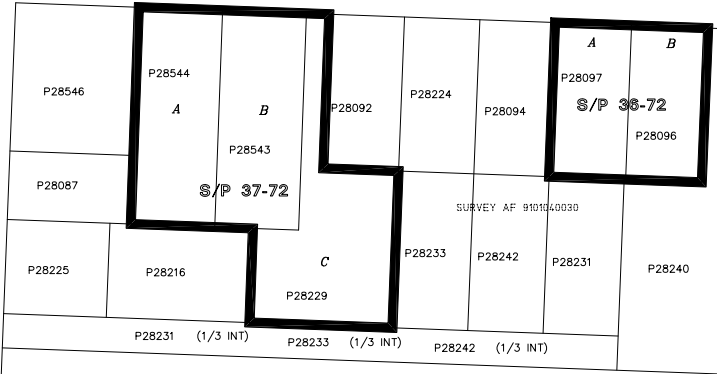 A
B
P28544
P28097
P28546
S/P 36-72
P28224
P28092
P28094
A
B
P28096
P28543
P28087
S/P 37-72
SURVEY AF 9101040030
P28233
P28242
C
P28231
P28225
P28216
P28240
P28229
P28231 (1/3 INT)
P28233 (1/3 INT)
P28242 (1/3 INT)